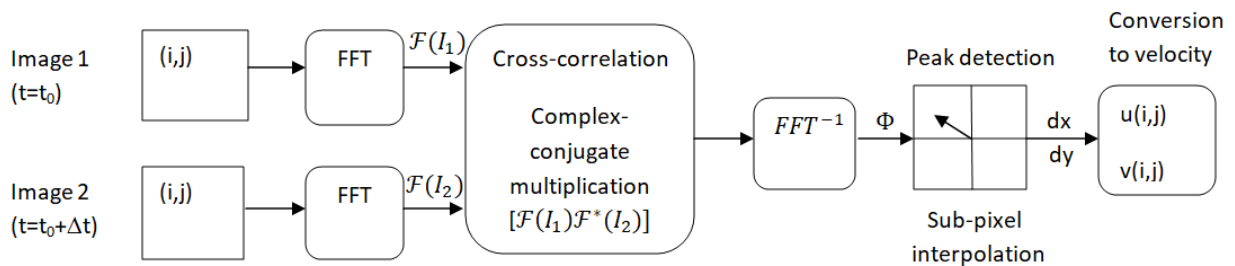 Image 1
(t=t₀)
(i,j)
FFT
ℱ(I₁)
Image 2
(t=t₀+Δt)
(i,j)
FFT
ℱ(I₂)
Cross-correlation
Complex-
conjugate
multiplication
[ℱ(I₁)ℱ*(I₂)]
FFT⁻¹
Φ
Peak detection
Sub-pixel
interpolation
dx
dy
Conversion
to velocity
u(i,j)
v(i,j)